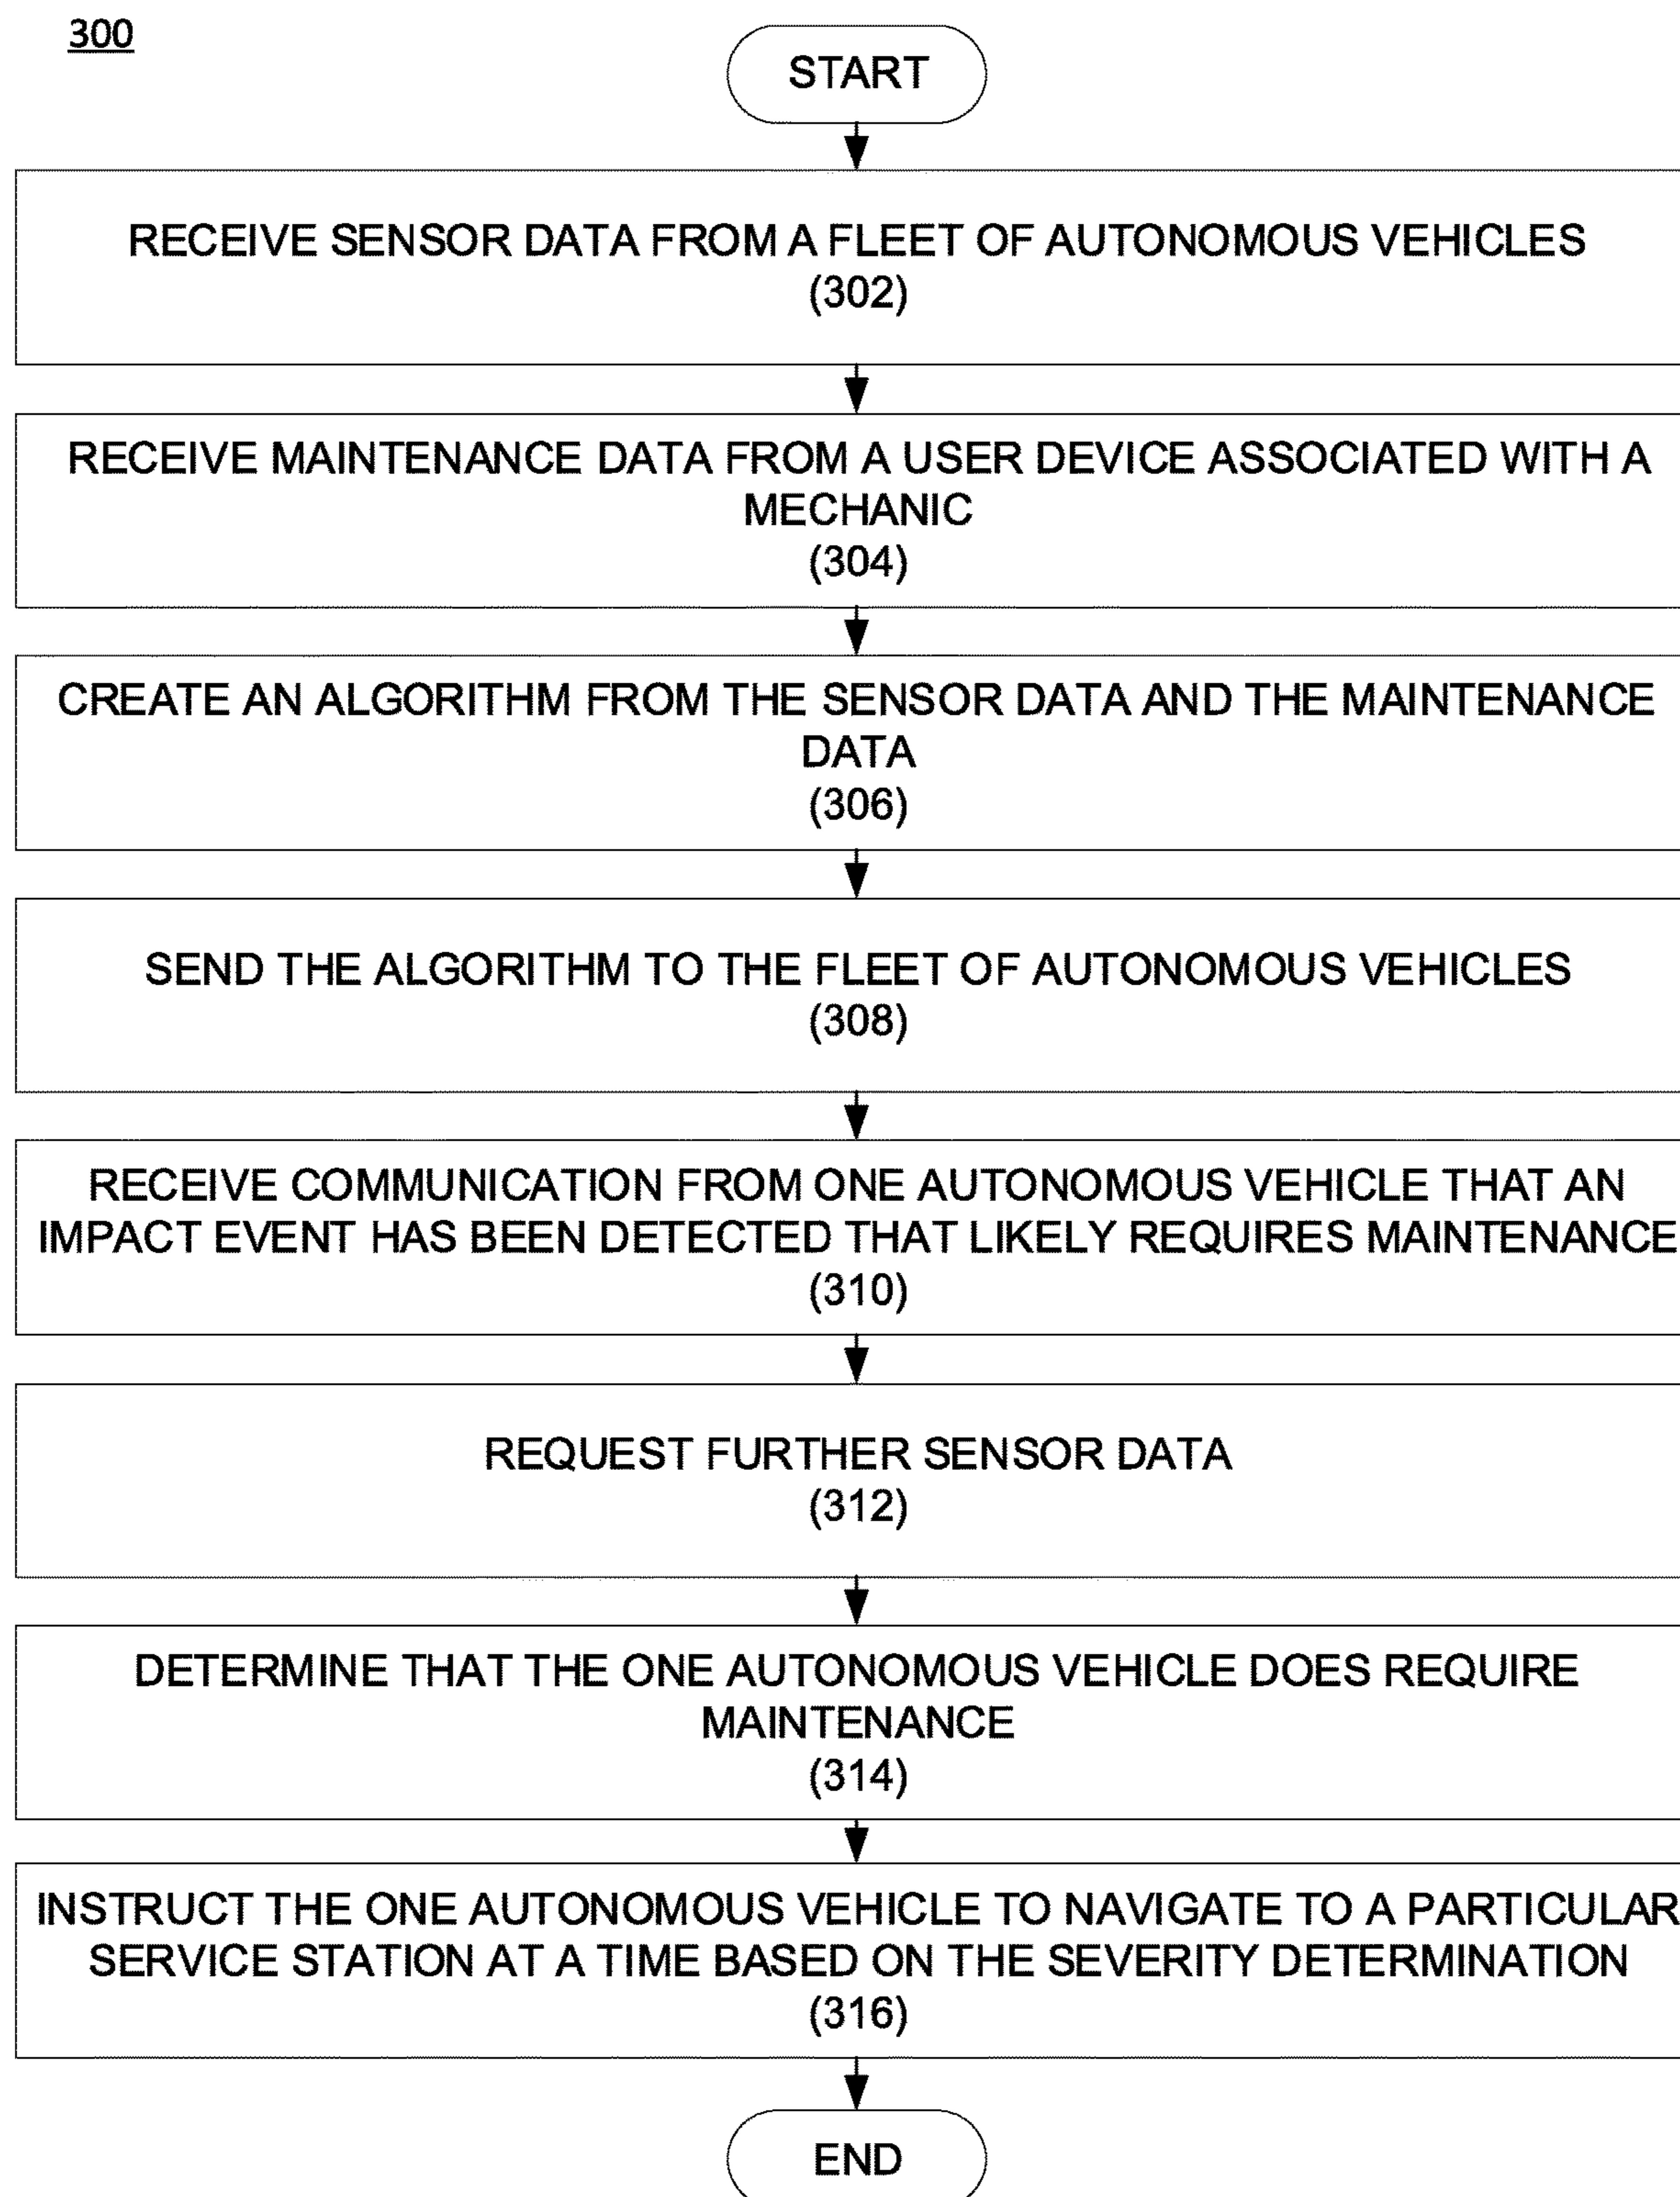 300
START
RECEIVE SENSOR DATA FROM A FLEET OF AUTONOMOUS VEHICLES
(302)
RECEIVE MAINTENANCE DATA FROM A USER DEVICE ASSOCIATED WITH A
MECHANIC
(304)
CREATE AN ALGORITHM FROM THE SENSOR DATA AND THE MAINTENANCE
DATA
(306)
SEND THE ALGORITHM TO THE FLEET OF AUTONOMOUS VEHICLES
(308)
RECEIVE COMMUNICATION FROM ONE AUTONOMOUS VEHICLE THAT AN
IMPACT EVENT HAS BEEN DETECTED THAT LIKELY REQUIRES MAINTENANCE
(310)
REQUEST FURTHER SENSOR DATA
(312)
DETERMINE THAT THE ONE AUTONOMOUS VEHICLE DOES REQUIRE
MAINTENANCE
(314)
INSTRUCT THE ONE AUTONOMOUS VEHICLE TO NAVIGATE TO A PARTICULAR
SERVICE STATION AT A TIME BASED ON THE SEVERITY DETERMINATION
(316)
END